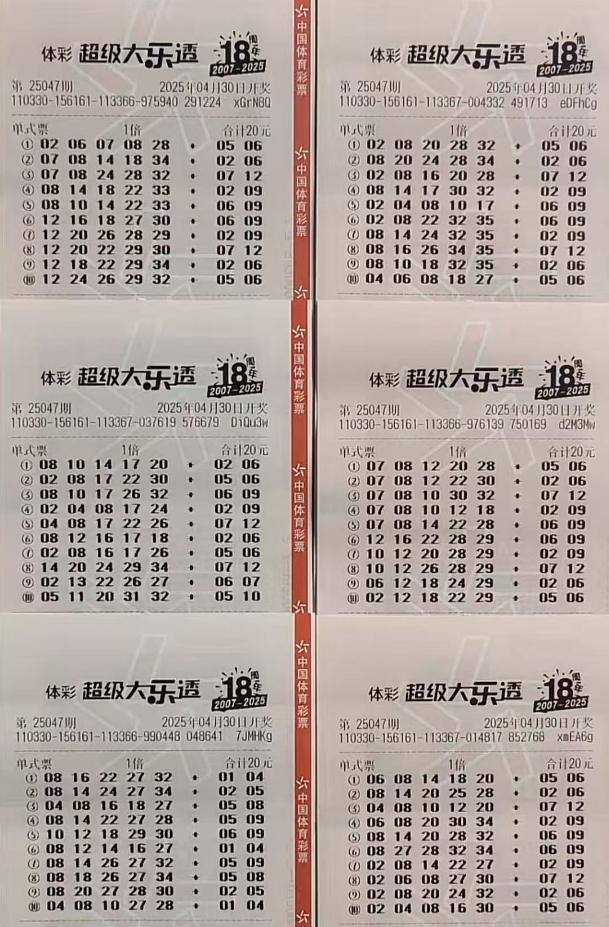 体彩 超级大乐透 18周年
2007-2025
第 25047期 2025年04月30日开奖
110330-156161-113366-975940 291224 xGrN8Q
单式票 1倍 合计20元
① 02 06 07 08 28 + 05 06
② 07 08 14 18 34 + 02 06
③ 07 08 24 28 32 + 07 12
④ 08 14 18 22 33 + 02 09
⑤ 08 10 14 22 33 + 06 09
⑥ 12 16 18 27 30 + 06 09
⑦ 12 20 26 28 29 + 02 09
⑧ 12 20 22 29 30 + 07 12
⑨ 12 18 22 29 34 + 02 06
⑩ 12 24 26 29 32 + 05 06
中国体育彩票
中国体育彩票
体彩 超级大乐透 18周年
2007-2025
第 25047期 2025年04月30日开奖
110330-156161-113367-004332 491713 eDFhCg
单式票 1倍 合计20元
① 02 08 20 28 32 + 05 06
② 08 20 24 28 34 + 02 06
③ 02 08 16 20 28 + 07 12
④ 08 14 17 30 32 + 02 09
⑤ 02 04 08 10 17 + 06 09
⑥ 02 08 22 32 35 + 06 09
⑦ 08 14 24 32 35 + 02 09
⑧ 08 16 26 34 35 + 07 12
⑨ 08 10 18 32 35 + 02 06
⑩ 04 06 08 18 27 + 05 06
体彩 超级大乐透 18周年
2007-2025
第 25047期 2025年04月30日开奖
110330-156161-113367-037619 576679 DiQu3w
单式票 1倍 合计20元
① 08 10 14 17 20 + 02 06
② 02 08 17 22 30 + 05 06
③ 08 10 17 26 32 + 06 09
④ 02 04 08 17 24 + 02 09
⑤ 04 08 17 22 26 + 07 12
⑥ 08 12 16 17 18 + 02 06
⑦ 02 08 16 17 26 + 05 06
⑧ 14 20 24 29 34 + 07 12
⑨ 02 13 22 26 27 + 06 07
⑩ 05 11 20 31 32 + 05 10
中国体育彩票
中国体育彩票
体彩 超级大乐透 18周年
2007-2025
第 25047期 2025年04月30日开奖
110330-156161-113366-976139 750169 d2M3Mw
单式票 1倍 合计20元
① 07 08 12 20 28 + 05 06
② 07 08 12 22 30 + 02 06
③ 07 08 10 30 32 + 07 12
④ 07 08 10 12 18 + 02 09
⑤ 07 08 14 22 28 + 06 09
⑥ 12 16 22 28 29 + 06 09
⑦ 10 12 20 28 29 + 02 09
⑧ 10 12 26 28 29 + 07 12
⑨ 06 12 18 24 29 + 02 06
⑩ 02 12 18 22 29 + 05 06
体彩 超级大乐透 18周年
2007-2025
第 25047期 2025年04月30日开奖
110330-156161-113366-990448 048641 7JMHKg
单式票 1倍 合计20元
① 08 16 22 27 32 + 01 04
② 08 14 24 27 34 + 02 05
③ 04 08 16 18 27 + 05 08
④ 08 14 22 27 28 + 05 09
⑤ 10 12 18 29 30 + 06 09
⑥ 08 12 14 16 27 + 01 04
⑦ 08 14 26 27 32 + 05 09
⑧ 08 18 26 27 34 + 05 08
⑨ 08 20 27 28 30 + 02 05
⑩ 04 08 10 27 28 + 01 04
中国体育彩票
中国体育彩票
体彩 超级大乐透 18周年
2007-2025
第 25047期 2025年04月30日开奖
110330-156161-113367-014817 852768 xmEA6g
单式票 1倍 合计20元
① 06 08 14 18 20 + 05 06
② 08 14 20 25 28 + 02 06
③ 04 08 10 12 20 + 07 12
④ 06 08 20 30 34 + 02 09
⑤ 08 14 20 28 32 + 06 09
⑥ 08 27 28 32 34 + 06 09
⑦ 02 08 14 22 27 + 02 09
⑧ 02 06 08 27 30 + 07 12
⑨ 02 08 20 24 32 + 02 06
⑩ 02 04 08 16 30 + 05 06